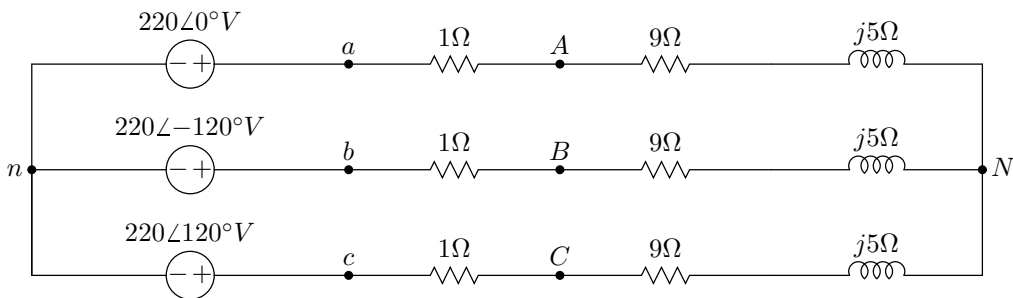 220∠0°V
a 1Ω A 9Ω j5Ω
− +
220∠−120°V
n b 1Ω B 9Ω j5Ω N
− +
220∠120°V
c 1Ω C 9Ω j5Ω
− +